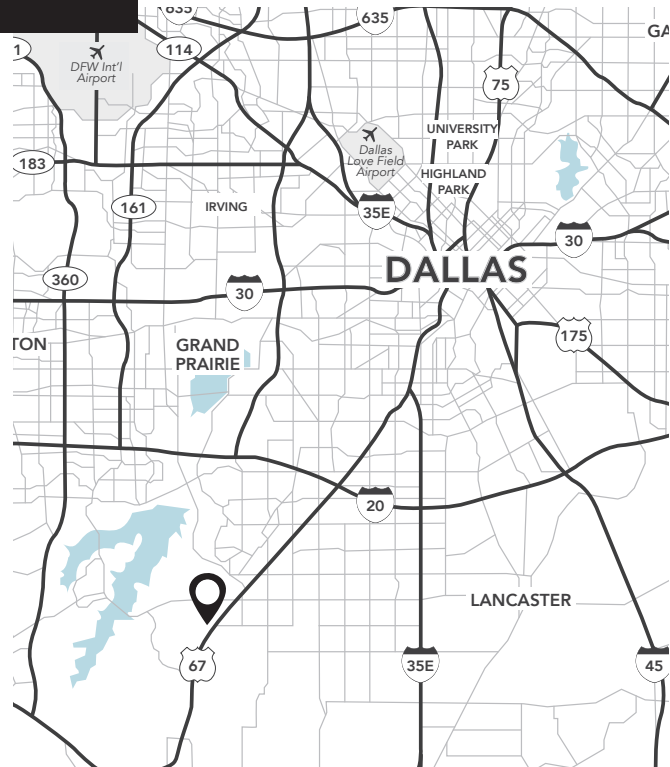 635
635
1
114
DFW Int'l
Airport
GA
75
UNIVERSITY
PARK
Dallas
Love Field
Airport
183
HIGHLAND
PARK
161
IRVING
35E
30
DALLAS
360
30
TON
GRAND
PRAIRIE
175
20
LANCASTER
67
35E
45